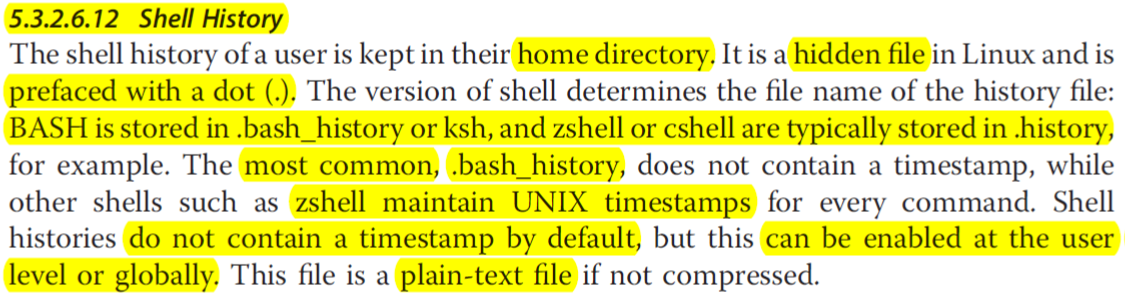 5.3.2.6.12 Shell History
The shell history of a user is kept in their home directory. It is a hidden file in Linux and is
prefaced with a dot (.). The version of shell determines the file name of the history file:
BASH is stored in .bash_history or ksh, and zshell or cshell are typically stored in .history,
for example. The most common, .bash_history, does not contain a timestamp, while
other shells such as zshell maintain UNIX timestamps for every command. Shell
histories do not contain a timestamp by default, but this can be enabled at the user
level or globally. This file is a plain-text file if not compressed.